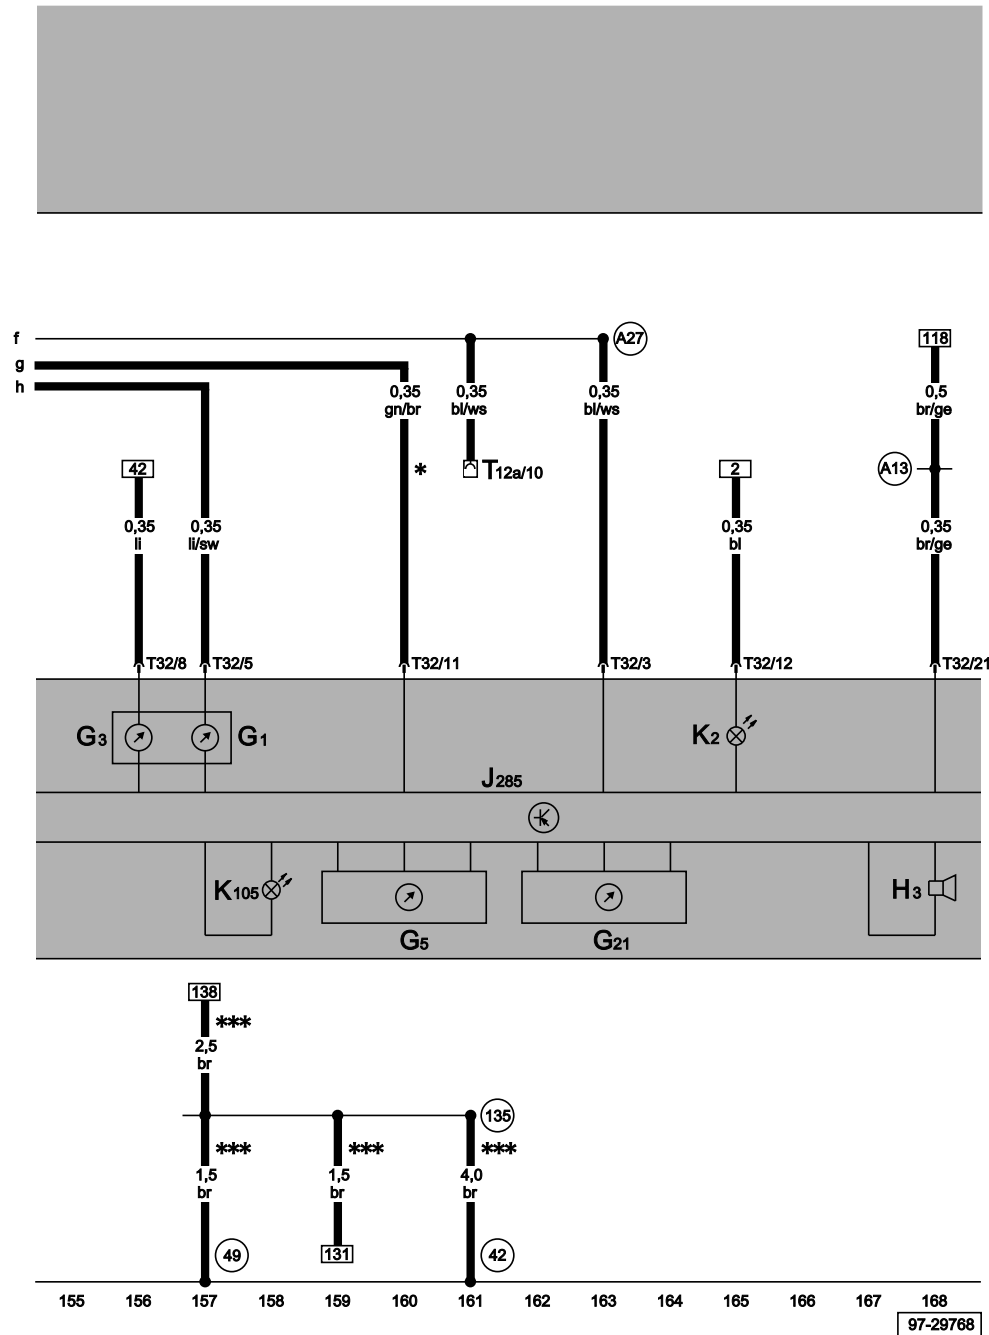 f
A27
118
g
h
0,35 gn/br
0,35 bl/ws
0,35 bl/ws
0,5 br/ge
42
*
T12a/10
2
A13
0,35 li
0,35 li/sw
0,35 bl
0,35 br/ge
T32/8
T32/5
T32/11
T32/3
T32/12
T32/21
G3
G1
K2
J285
K105
H3
G5
G21
138
***
2,5 br
135
***
***
***
1,5 br
1,5 br
4,0 br
49
131
42
155 156 157 158 159 160 161 162 163 164 165 166 167 168
97-29768